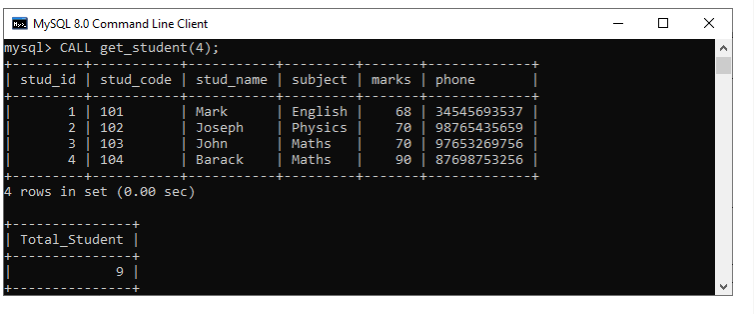 MySQL 8.0 Command Line Client
mysql> CALL get_student(4);
+---------+-----------+-----------+---------+-------+-------------+
| stud_id | stud_code | stud_name | subject | marks | phone       |
+---------+-----------+-----------+---------+-------+-------------+
|       1 | 101       | Mark      | English |    68 | 34545693537 |
|       2 | 102       | Joseph    | Physics |    70 | 98765435659 |
|       3 | 103       | John      | Maths   |    70 | 97653269756 |
|       4 | 104       | Barack    | Maths   |    90 | 87698753256 |
+---------+-----------+-----------+---------+-------+-------------+
4 rows in set (0.00 sec)
+---------------+
| Total_Student |
+---------------+
|             9 |
+---------------+